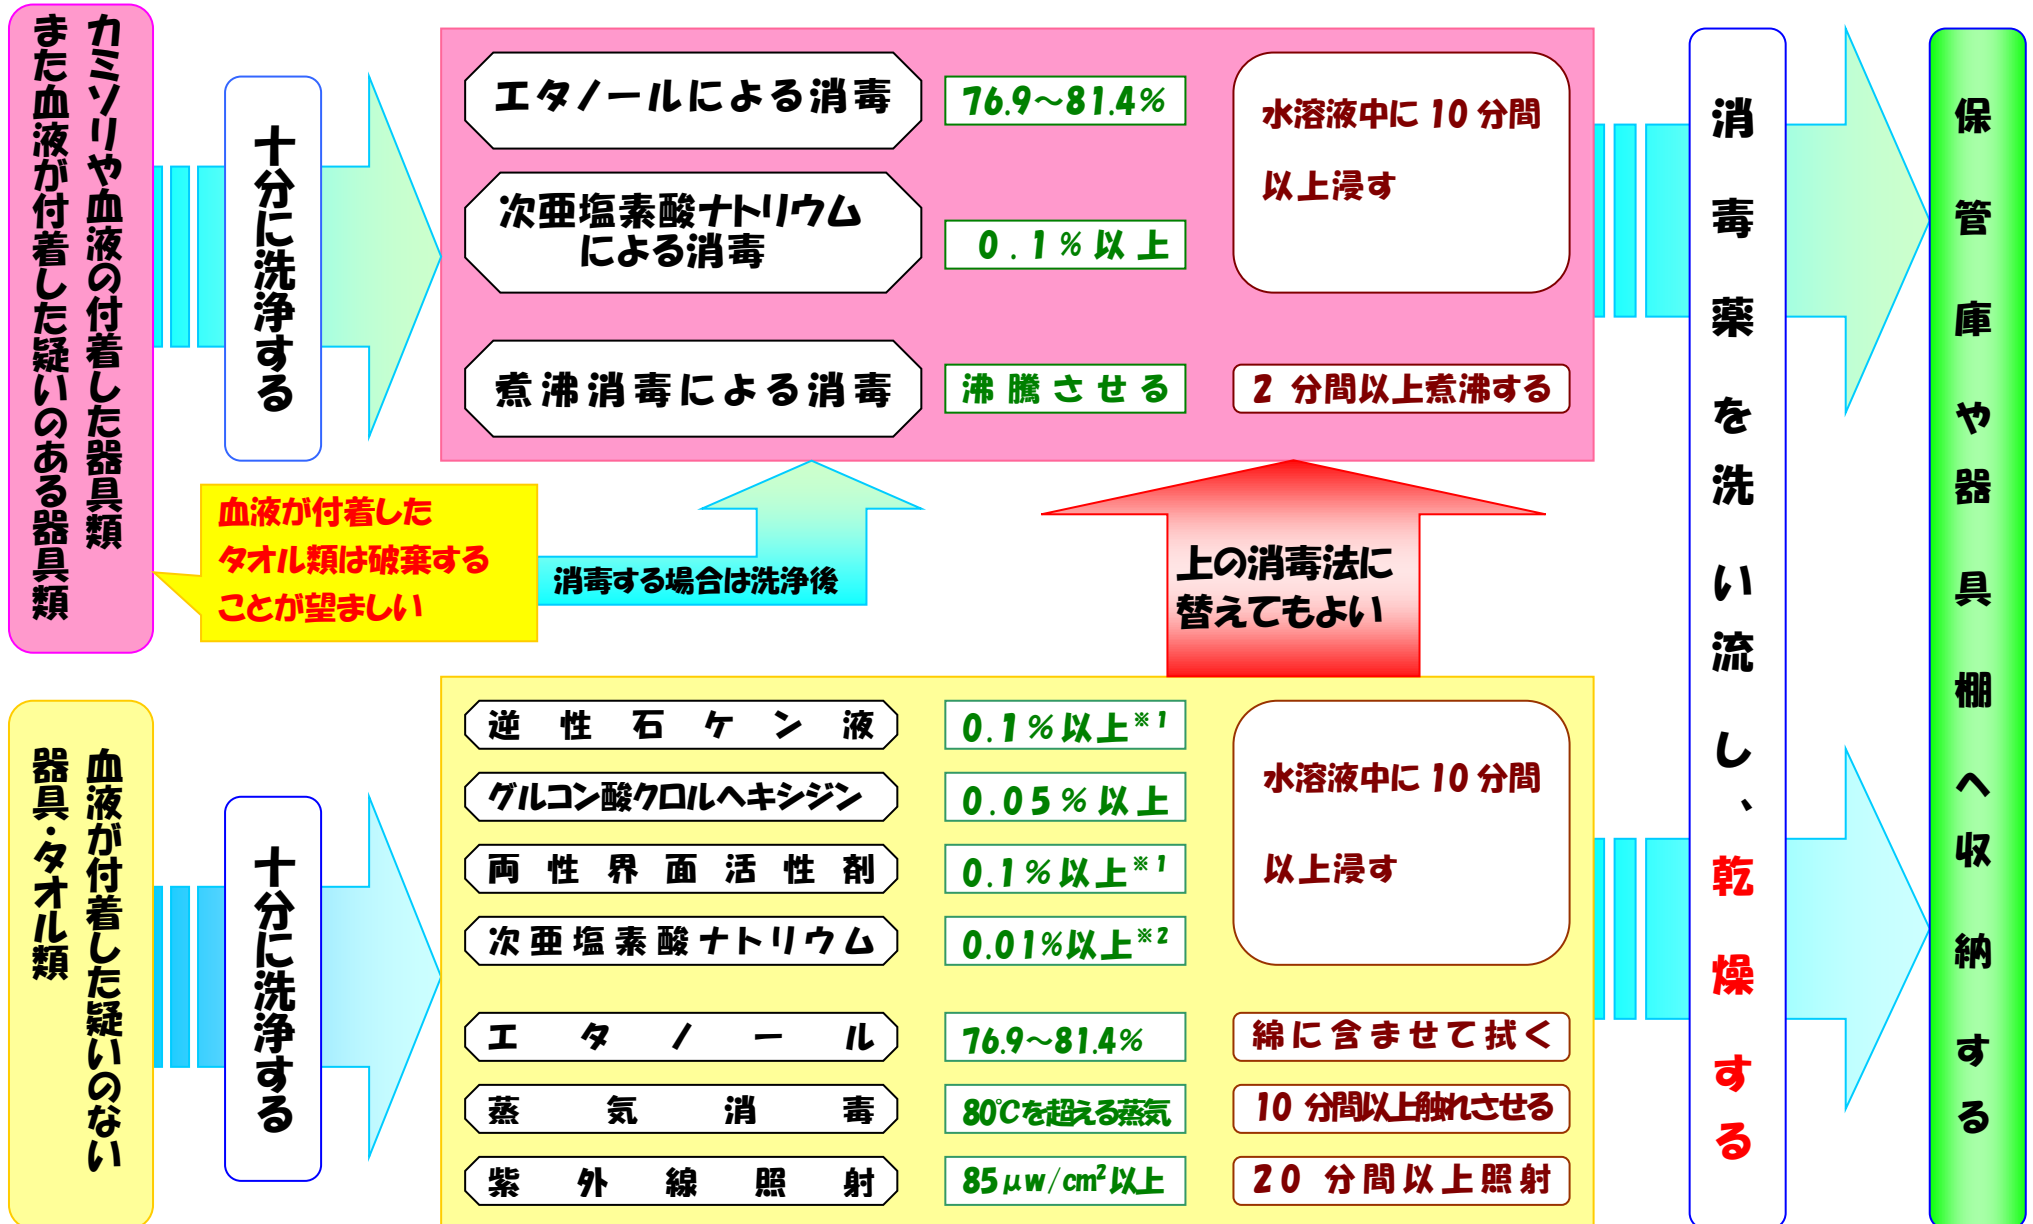 カミソリや血液の付着した器具類
また血液が付着した疑いのある器具類
十分に洗浄する
エタノールによる消毒
76.9～81.4%
次亜塩素酸ナトリウム
による消毒
0.1%以上
水溶液中に10分間
以上浸す
煮沸消毒による消毒
沸騰させる
2分間以上煮沸する
血液が付着した
タオル類は破棄する
ことが望ましい
消毒する場合は洗浄後
上の消毒法に
替えてもよい
血液が付着した疑いのない
器具・タオル類
十分に洗浄する
逆性石ケン液
0.1%以上※1
グルコン酸クロルヘキシジン
0.05%以上
両性界面活性剤
0.1%以上※1
次亜塩素酸ナトリウム
0.01%以上※2
水溶液中に10分間
以上浸す
エタノール
76.9～81.4%
綿に含ませて拭く
蒸気消毒
80℃を超える蒸気
10分間以上触れさせる
紫外線照射
85μw/cm²以上
20分間以上照射
消毒薬を洗い流し、乾燥する
保管庫や器具棚へ収納する